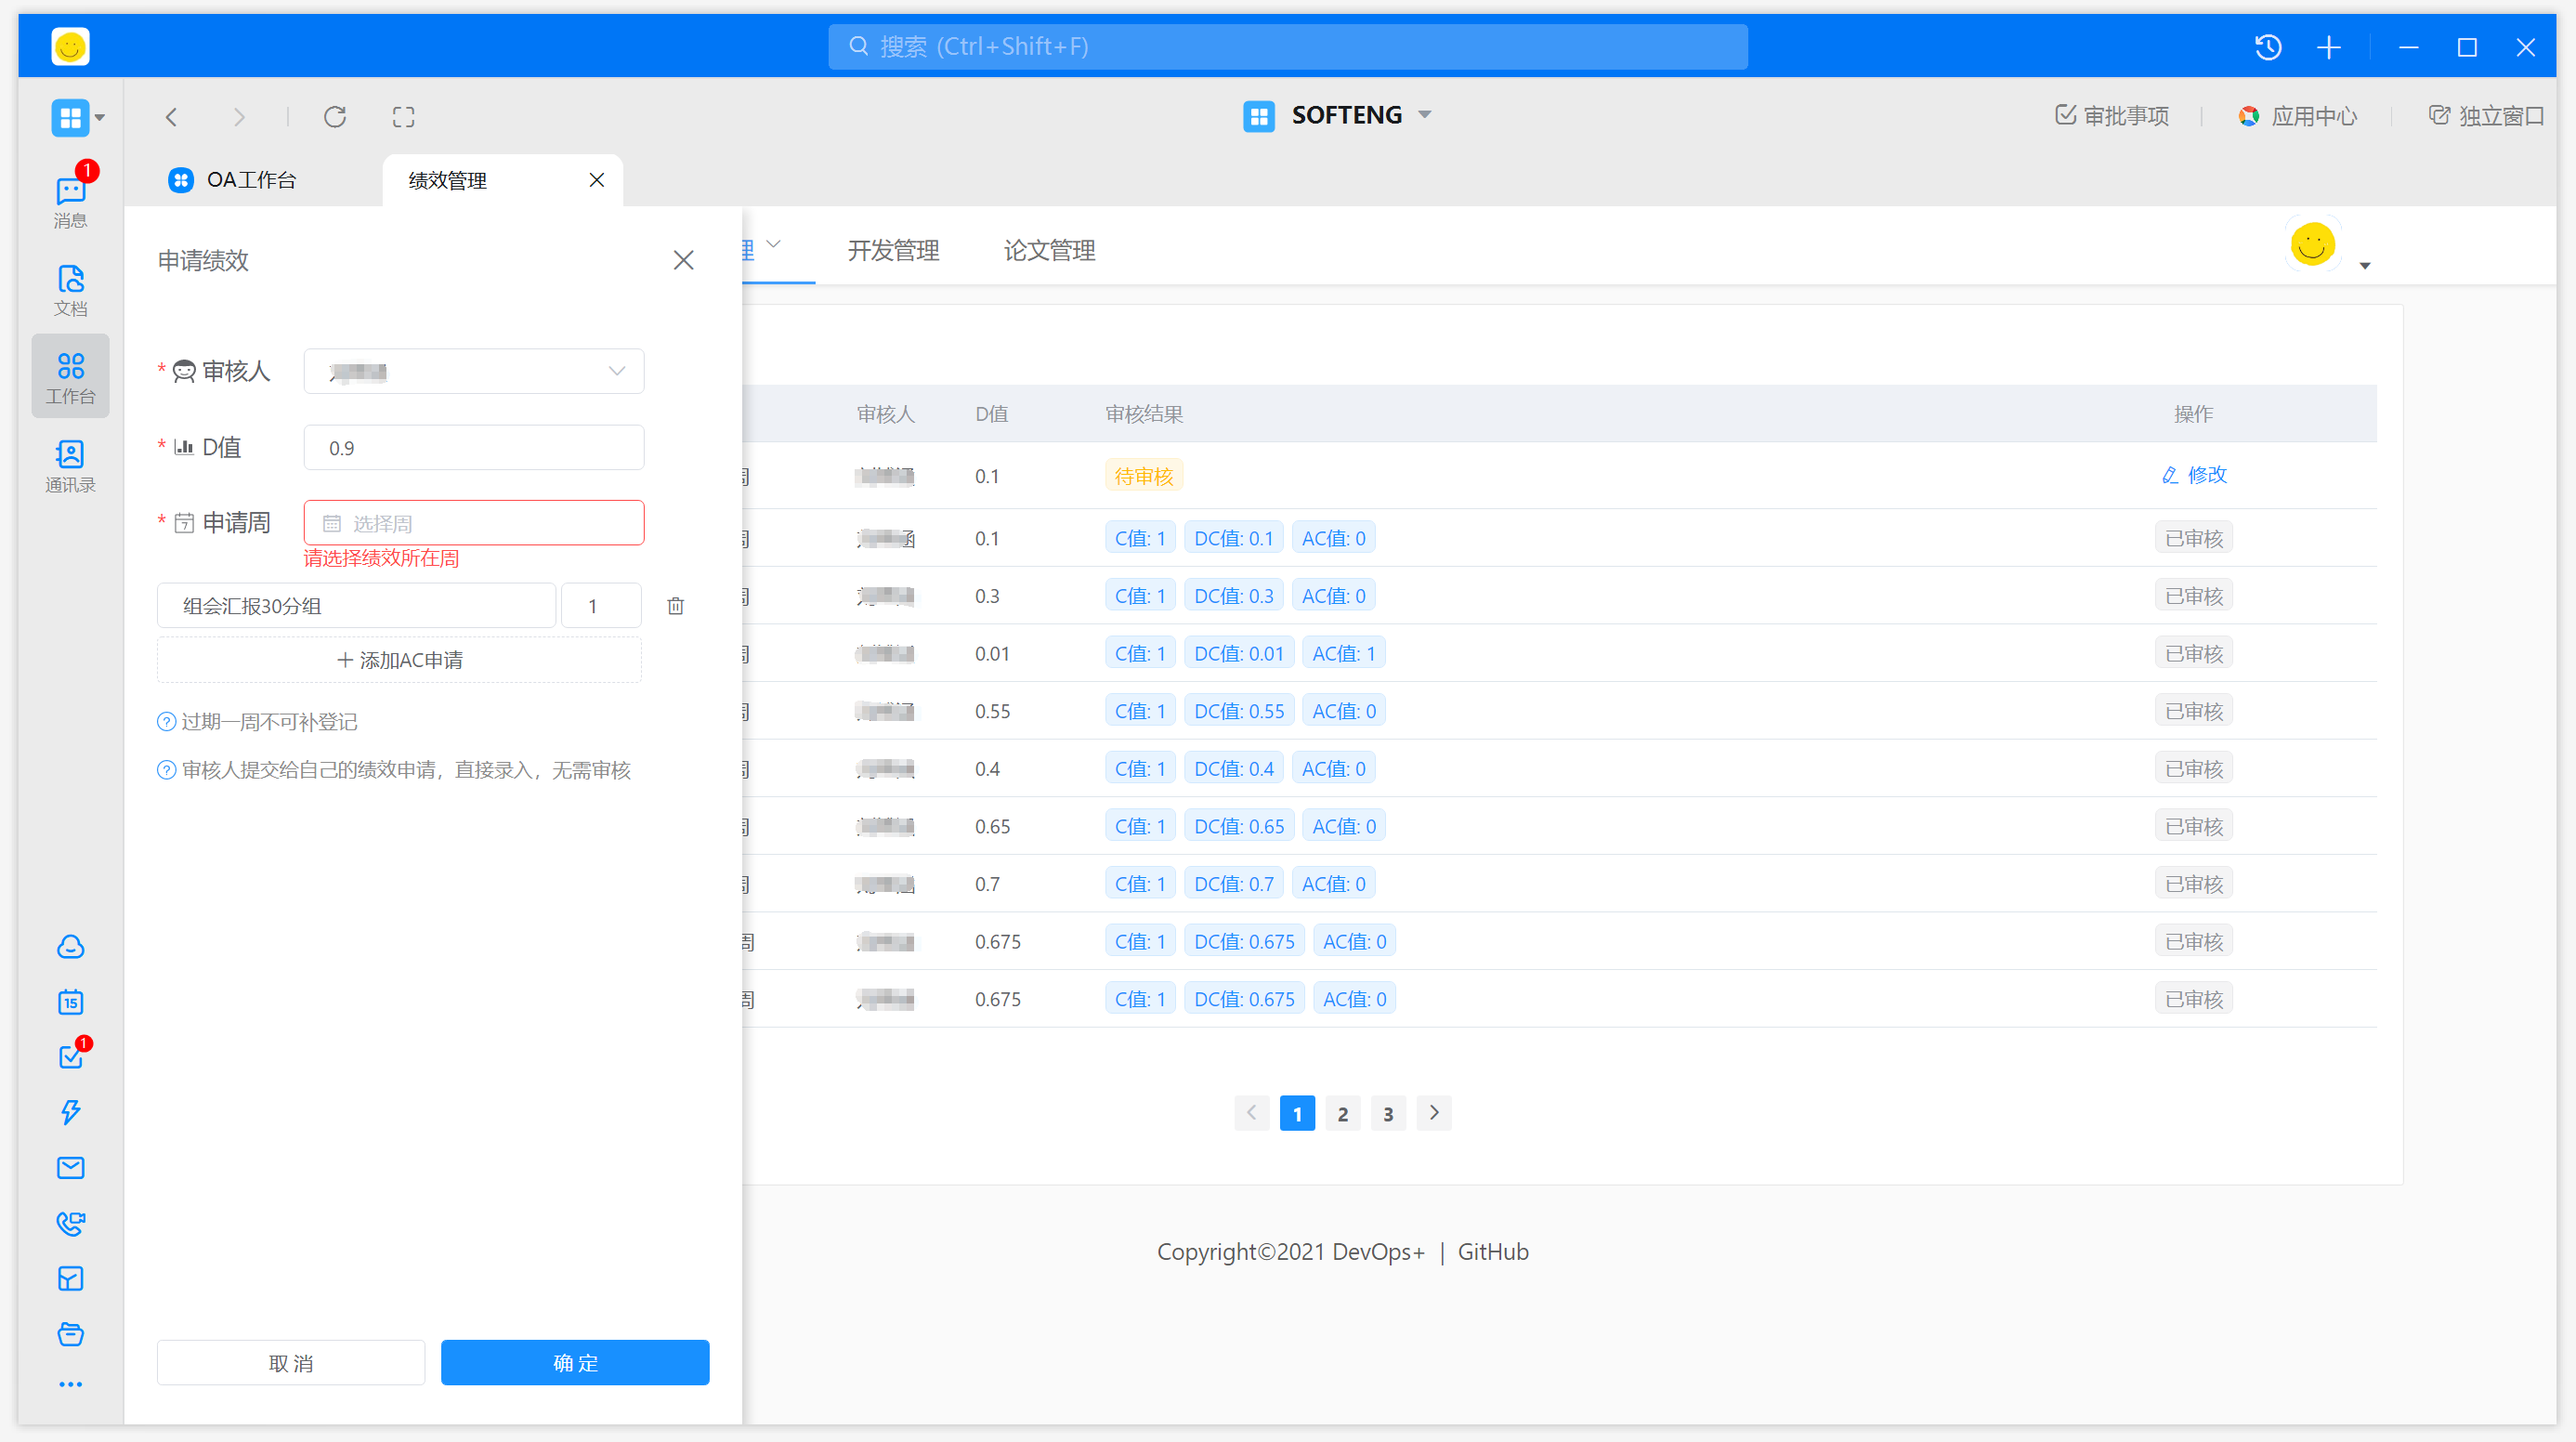 搜索 (Ctrl+Shift+F)
SOFTENG
审批事项
应用中心
独立窗口
OA工作台
绩效管理
1
消息
文档
工作台
通讯录
15
1
申请绩效
* 审核人
* D值
0.9
* 7 申请周
选择周
请选择绩效所在周
组会汇报30分组
1
+ 添加AC申请
? 过期一周不可补登记
? 审核人提交给自己的绩效申请，直接录入，无需审核
取 消
确 定
理
开发管理
论文管理
审核人 D值 审核结果 操作
周 0.1 待审核 修改
周 涵 0.1 C值: 1 DC值: 0.1 AC值: 0 已审核
周 0.3 C值: 1 DC值: 0.3 AC值: 0 已审核
周 0.01 C值: 1 DC值: 0.01 AC值: 1 已审核
周 0.55 C值: 1 DC值: 0.55 AC值: 0 已审核
周 0.4 C值: 1 DC值: 0.4 AC值: 0 已审核
周 0.65 C值: 1 DC值: 0.65 AC值: 0 已审核
周 0.7 C值: 1 DC值: 0.7 AC值: 0 已审核
周 0.675 C值: 1 DC值: 0.675 AC值: 0 已审核
周 0.675 C值: 1 DC值: 0.675 AC值: 0 已审核
1 2 3
Copyright©2021 DevOps+ | GitHub